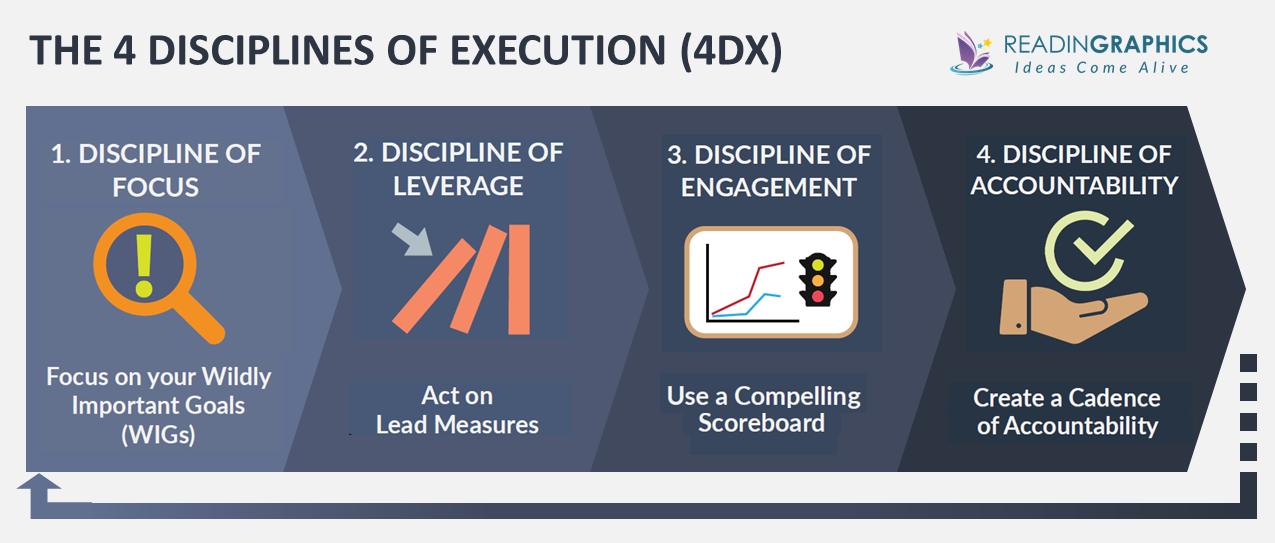 THE 4 DISCIPLINES OF EXECUTION (4DX)
READINGRAPHICS
Ideas Come Alive
1. DISCIPLINE OF
FOCUS
Focus on your Wildly
Important Goals
(WIGs)
2. DISCIPLINE OF
LEVERAGE
Act on
Lead Measures
3. DISCIPLINE OF
ENGAGEMENT
Use a Compelling
Scoreboard
4. DISCIPLINE OF
ACCOUNTABILITY
Create a Cadence
of Accountability